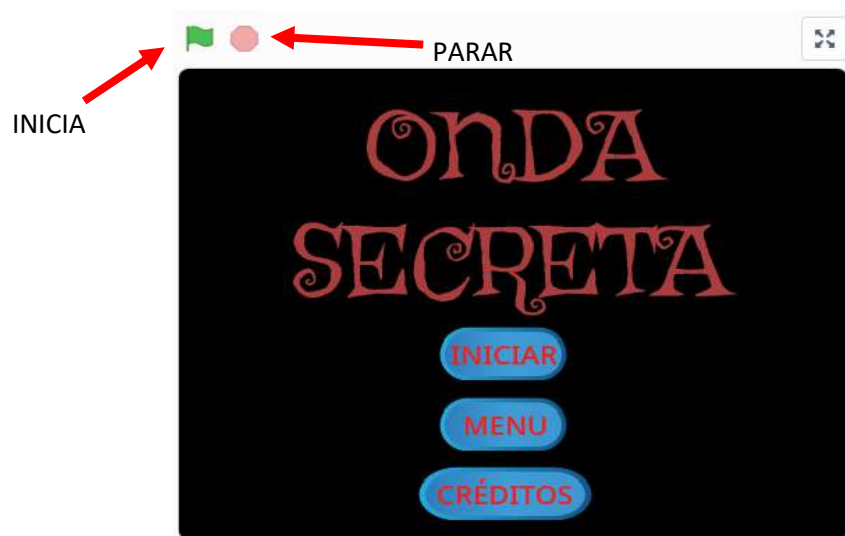 PARAR
INICIA
ONDA
SECRETA
INICIAR
MENU
CRÉDITOS